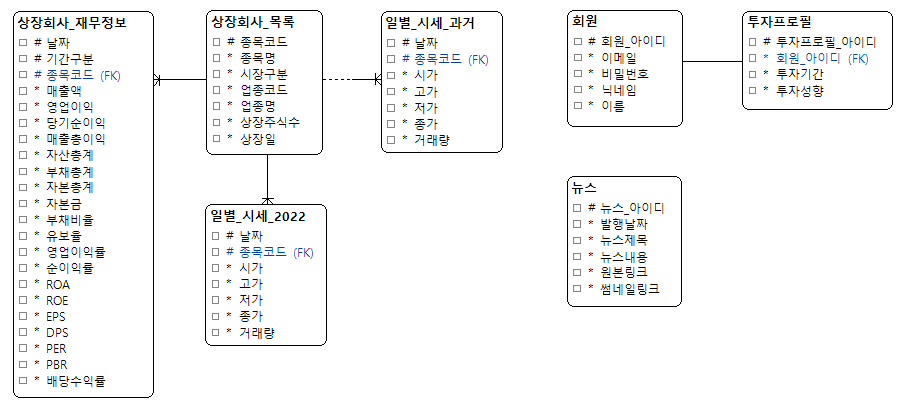 상장회사_재무정보
# 날짜
# 기간구분
# 종목코드 (FK)
* 매출액
* 영업이익
* 당기순이익
* 매출총이익
* 자산총계
* 부채총계
* 자본총계
* 자본금
* 부채비율
* 유보율
* 영업이익률
* 순이익률
* ROA
* ROE
* EPS
* DPS
* PER
* PBR
* 배당수익률
상장회사_목록
# 종목코드
* 종목명
* 시장구분
* 업종코드
* 업종명
* 상장주식수
* 상장일
일별_시세_과거
# 날짜
# 종목코드 (FK)
* 시가
* 고가
* 저가
* 종가
* 거래량
일별_시세_2022
# 날짜
# 종목코드 (FK)
* 시가
* 고가
* 저가
* 종가
* 거래량
회원
# 회원_아이디
* 이메일
* 비밀번호
* 닉네임
* 이름
투자프로필
# 투자프로필_아이디
* 회원_아이디 (FK)
* 투자기간
* 투자성향
뉴스
# 뉴스_아이디
* 발행날짜
* 뉴스제목
* 뉴스내용
* 원본링크
* 썸네일링크